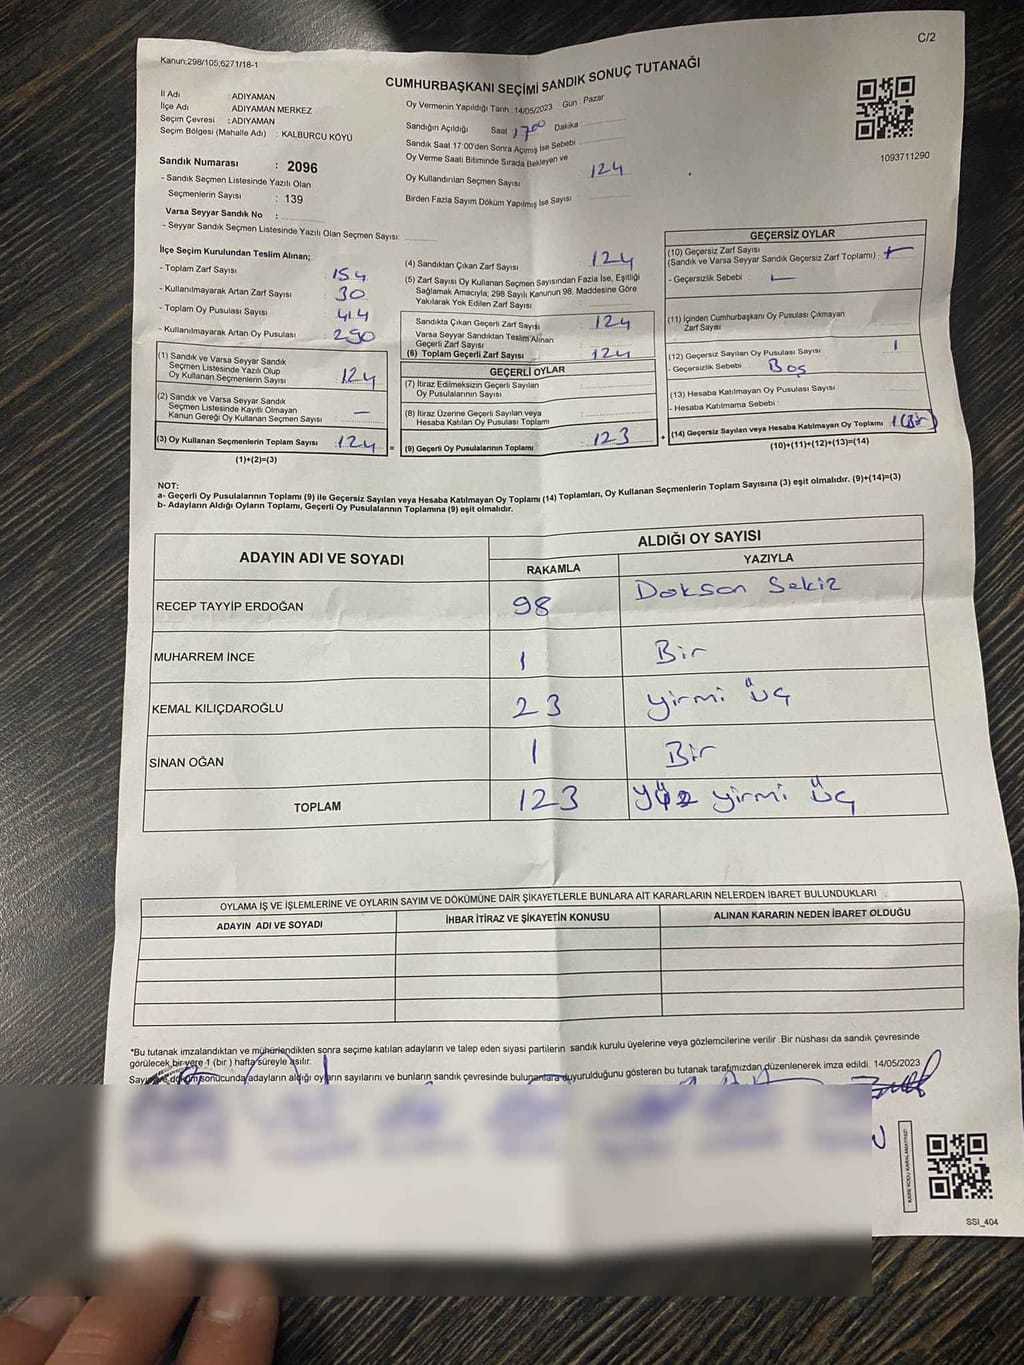 Kanun;298/105,6271/18-1
C/2
CUMHURBAŞKANI SEÇİMİ SANDIK SONUÇ TUTANAĞI
İl Adı : ADIYAMAN
İlçe Adı : ADIYAMAN MERKEZ
Seçim Çevresi : ADIYAMAN
Seçim Bölgesi (Mahalle Adı) : KALBURCU KÖYÜ
Sandık Numarası : 2096
- Sandık Seçmen Listesinde Yazılı Olan
Seçmenlerin Sayısı : 139
Varsa Seyyar Sandık No :
- Seyyar Sandık Seçmen Listesinde Yazılı Olan Seçmen Sayısı:
Oy Vermenin Yapıldığı Tarih :14/05/2023 Gün : Pazar
Sandığın Açıldığı Saat 17 00 Dakika :
Sandık Saat 17:00'den Sonra Açımış İse Sebebi :
Oy Verme Saati Bitiminde Sırada Bekleyen ve
Oy Kullandırılan Seçmen Sayısı 124
Birden Fazla Sayım Döküm Yapılmış İse Sayısı :
1093711290
İlçe Seçim Kurulundan Teslim Alınan;
- Toplam Zarf Sayısı : 154
- Kullanılmayarak Artan Zarf Sayısı : 30
- Toplam Oy Pusulası Sayısı : 414
- Kullanılmayarak Artan Oy Pusulası : 290
(1) Sandık ve Varsa Seyyar Sandık
Seçmen Listesinde Yazılı Olup
Oy Kullanan Seçmenlerin Sayısı : 124
(2) Sandık ve Varsa Seyyar Sandık
Seçmen Listesinde Kayıtlı Olmayan
Kanun Gereği Oy Kullanan Seçmen Sayısı : —
(3) Oy Kullanan Seçmenlerin Toplam Sayısı : 124 =
(1)+(2)=(3)
(4) Sandıktan Çıkan Zarf Sayısı : 124
(5) Zarf Sayısı Oy Kullanan Seçmen Sayısından Fazla İse, Eşitliği
Sağlamak Amacıyla; 298 Sayılı Kanunun 98. Maddesine Göre
Yakılarak Yok Edilen Zarf Sayısı :
Sandıkta Çıkan Geçerli Zarf Sayısı : 124
Varsa Seyyar Sandıktan Teslim Alınan
Geçerli Zarf Sayısı
(6) Toplam Geçerli Zarf Sayısı : 124
GEÇERLİ OYLAR
(7) İtiraz Edilmeksizin Geçerli Sayılan
Oy Pusulalarının Sayısı :
(8) İtiraz Üzerine Geçerli Sayılan veya
Hesaba Katılan Oy Pusulası Toplamı :
(9) Geçerli Oy Pusulalarının Toplamı : 123 +
GEÇERSİZ OYLAR
(10) Geçersiz Zarf Sayısı
(Sandık ve Varsa Seyyar Sandık Geçersiz Zarf Toplamı) : —
- Geçersizlik Sebebi : —
(11) İçinden Cumhurbaşkanı Oy Pusulası Çıkmayan
Zarf Sayısı
(12) Geçersiz Sayılan Oy Pusulası Sayısı : 1
- Geçersizlik Sebebi : Boş
(13) Hesaba Katılmayan Oy Pusulası Sayısı :
- Hesaba Katılmama Sebebi :
(14) Geçersiz Sayılan veya Hesaba Katılmayan Oy Toplamı : 1 (Bir)
(10)+(11)+(12)+(13)=(14)
NOT:
a- Geçerli Oy Pusulalarının Toplamı (9) ile Geçersiz Sayılan veya Hesaba Katılmayan Oy Toplamı (14) Toplamları, Oy Kullanan Seçmenlerin Toplam Sayısına (3) eşit olmalıdır. (9)+(14)=(3)
b- Adayların Aldığı Oyların Toplamı, Geçerli Oy Pusulalarının Toplamına (9) eşit olmalıdır.
ADAYIN ADI VE SOYADI
ALDIĞI OY SAYISI
RAKAMLA YAZIYLA
RECEP TAYYİP ERDOĞAN 98 Doksan Sekiz
MUHARREM İNCE 1 Bir
KEMAL KILIÇDAROĞLU 23 yirmi üç
SİNAN OĞAN 1 Bir
TOPLAM 123 yüz yirmi üç
OYLAMA İŞ VE İŞLEMLERİNE VE OYLARIN SAYIM VE DÖKÜMÜNE DAİR ŞİKAYETLERLE BUNLARA AİT KARARLARIN NELERDEN İBARET BULUNDUKLARI
ADAYIN ADI VE SOYADI İHBAR İTİRAZ VE ŞİKAYETİN KONUSU ALINAN KARARIN NEDEN İBARET OLDUĞU
*Bu tutanak imzalandıktan ve mühürlendikten sonra seçime katılan adayların ve talep eden siyasi partilerin sandık kurulu üyelerine veya gözlemcilerine verilir .Bir nüshası da sandık çevresinde
görülecek bir yere 1 (bir ) hafta süreyle asılır.
Sayım ve döküm sonucunda adayların aldığı oyların sayılarını ve bunların sandık çevresinde bulunanlara duyurulduğunu gösteren bu tutanak tarafımızdan düzenlenerek imza edildi. 14/05/2023
KARE KODU KARALAMAYINIZ!
SSI_404